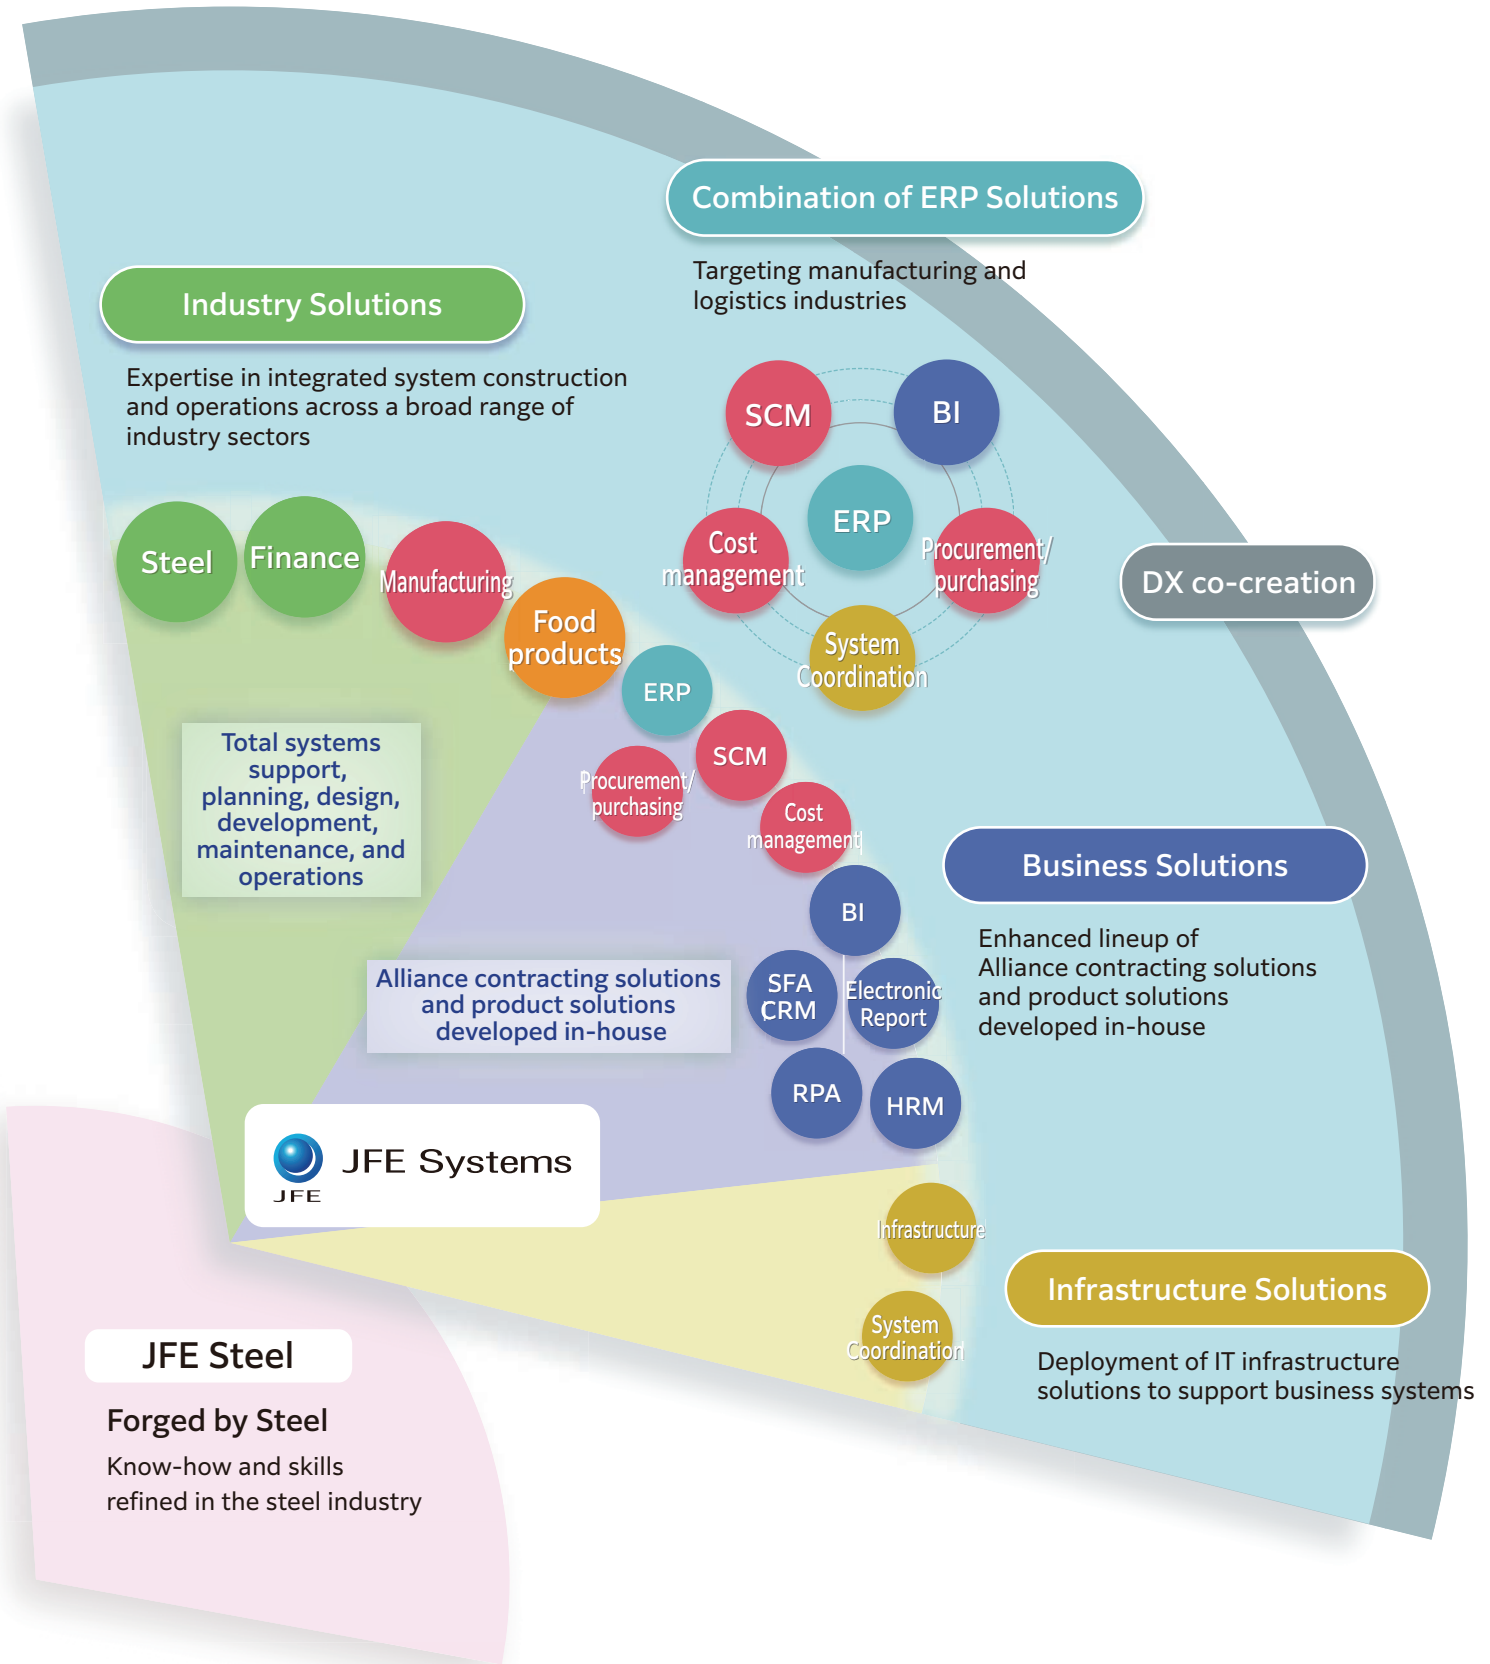 Combination of ERP Solutions
Targeting manufacturing and
logistics industries
Industry Solutions
Expertise in integrated system construction
and operations across a broad range of
industry sectors
SCM
BI
ERP
Cost
management
Procurement/
purchasing
System
Coordination
DX co-creation
Steel
Finance
Manufacturing
Food
products
ERP
SCM
Procurement/
purchasing
Cost
management
BI
SFA
CRM
Electronic
Report
RPA
HRM
Total systems
support,
planning, design,
development,
maintenance, and
operations
Alliance contracting solutions
and product solutions
developed in-house
Business Solutions
Enhanced lineup of
Alliance contracting solutions
and product solutions
developed in-house
JFE
JFE Systems
Infrastructure
System
Coordination
Infrastructure Solutions
Deployment of IT infrastructure
solutions to support business systems
JFE Steel
Forged by Steel
Know-how and skills
refined in the steel industry